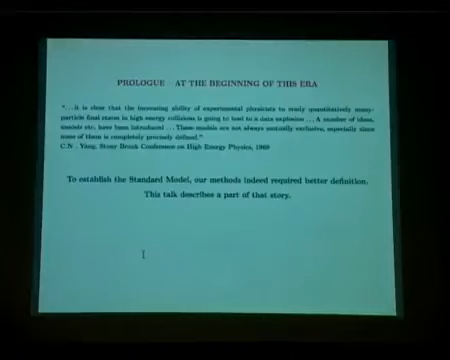 PROLOGUE – AT THE BEGINNING OF THIS ERA
"...it is clear that the increasing ability of experimental physicists to study quantitatively many-
particle final states in high energy collisions is going to lead to a data explosion ... A number of ideas,
models etc. have been introduced ... These models are not always mutually exclusive, especially since
none of them is completely precisely defined."
C.N . Yang, Stony Brook Conference on High Energy Physics, 1969
To establish the Standard Model, our methods indeed required better definition.
This talk describes a part of that story.